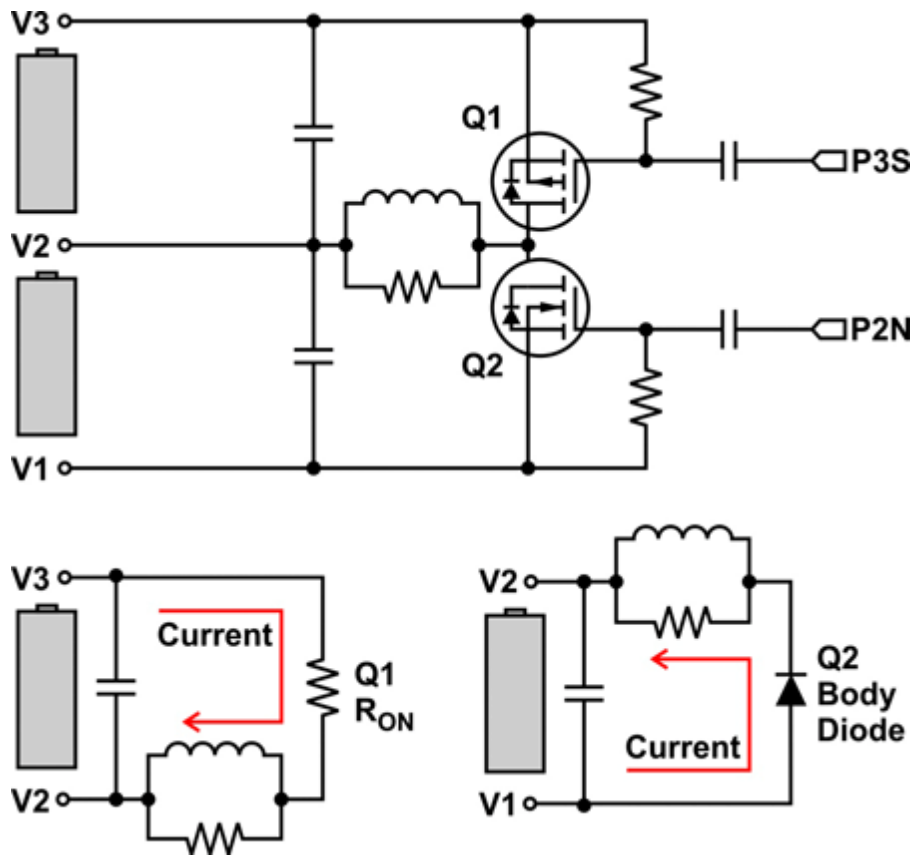 V3
Q1
P3S
V2
P2N
Q2
V1
V3
Current
Q1
RON
V2
V2
Q2
Body
Diode
Current
V1